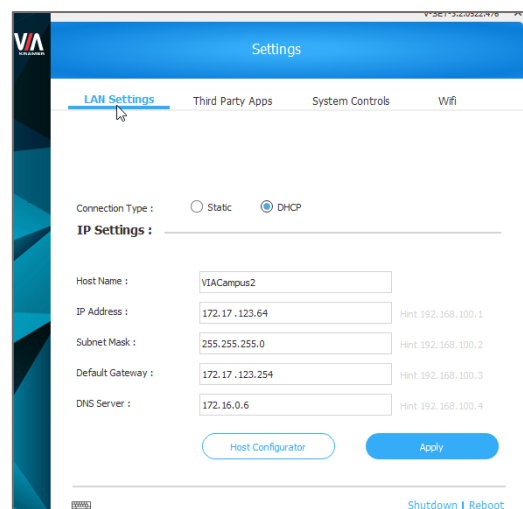 V-SET-3.2.0522.476
VIA
KRAMER
Settings
LAN Settings Third Party Apps System Controls Wifi
Connection Type : Static DHCP
IP Settings :
Host Name : VIACampus2
IP Address : 172.17.123.64 Hint 192.168.100.1
Subnet Mask : 255.255.255.0 Hint 192.168.100.2
Default Gateway : 172.17.123.254 Hint 192.168.100.3
DNS Server : 172.16.0.6 Hint 192.168.100.4
Host Configurator Apply
Shutdown | Reboot